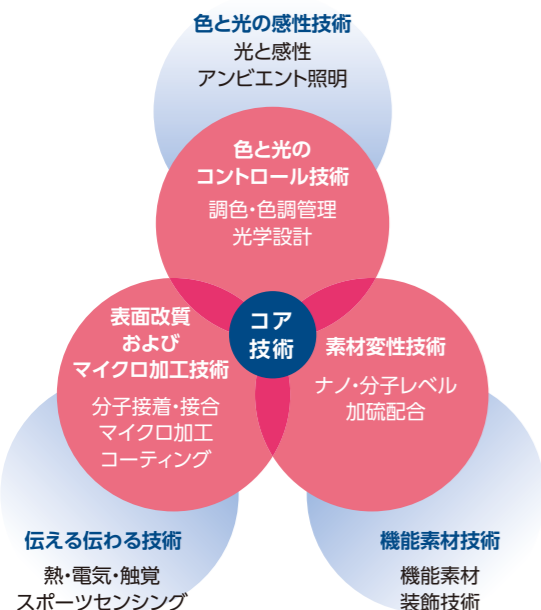 色と光の感性技術
光と感性
アンビエント照明
色と光の
コントロール技術
調色・色調管理
光学設計
コア
技術
表面改質
および
マイクロ加工技術
分子接着・接合
マイクロ加工
コーティング
素材変性技術
ナノ・分子レベル
加硫配合
伝える伝わる技術
熱・電気・触覚
スポーツセンシング
機能素材技術
機能素材
装飾技術